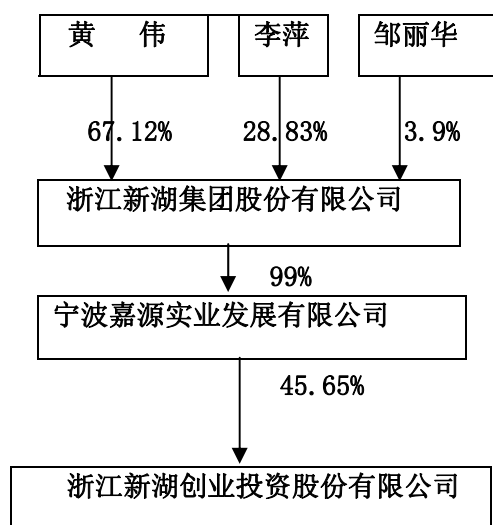 黄 伟 李萍 邹丽华
67.12% 28.83% 3.9%
浙江新湖集团股份有限公司
99%
宁波嘉源实业发展有限公司
45.65%
浙江新湖创业投资股份有限公司